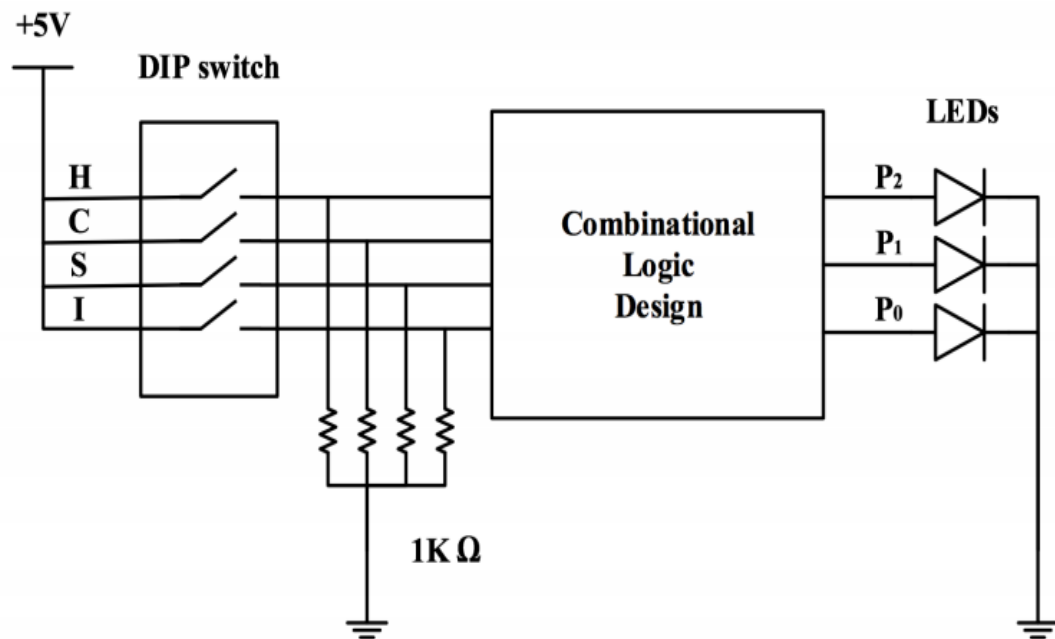 +5V
DIP switch
LEDs
H
C
S
I
Combinational
Logic
Design
P₂
P₁
P₀
1K Ω